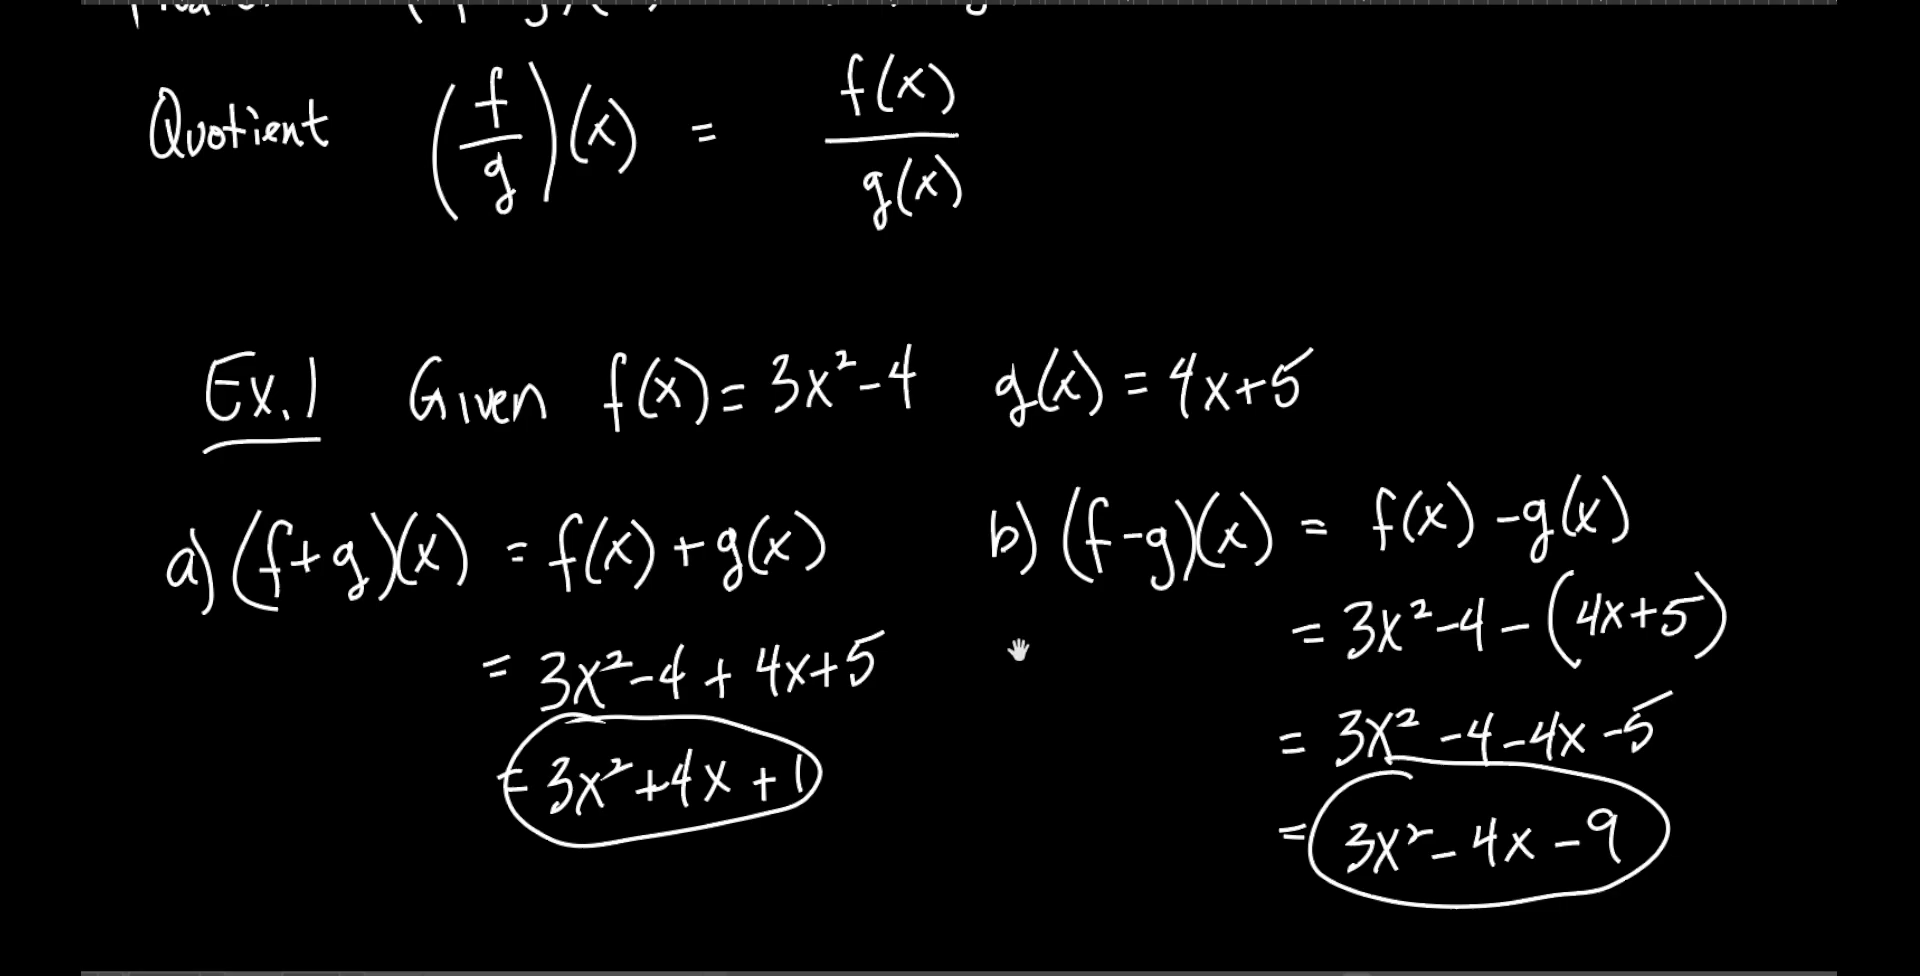 Quotient (f/g)(x) = f(x)/g(x)
Ex.1 Given f(x) = 3x²-4 g(x) = 4x+5
a) (f+g)(x) = f(x) + g(x)
= 3x²-4 + 4x+5
= 3x²+4x+1
b) (f-g)(x) = f(x) - g(x)
= 3x²-4 - (4x+5)
= 3x²-4-4x-5
= 3x²-4x-9